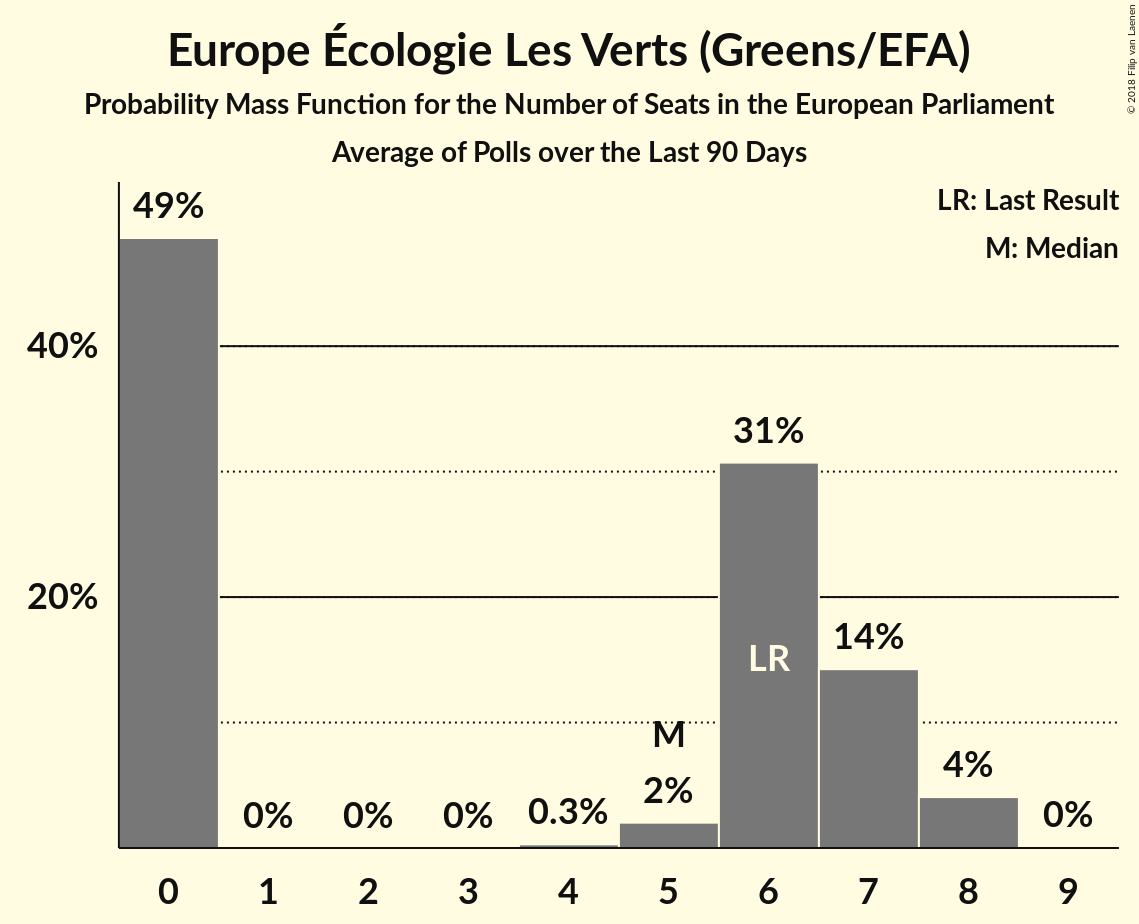 Europe Écologie Les Verts (Greens/EFA)
Probability Mass Function for the Number of Seats in the European Parliament
Average of Polls over the Last 90 Days
© 2018 Filip van Laenen
LR: Last Result
M: Median
49%
40%
31%
20%
14%
LR
M
4%
2%
0%
0%
0%
0.3%
0%
0 1 2 3 4 5 6 7 8 9